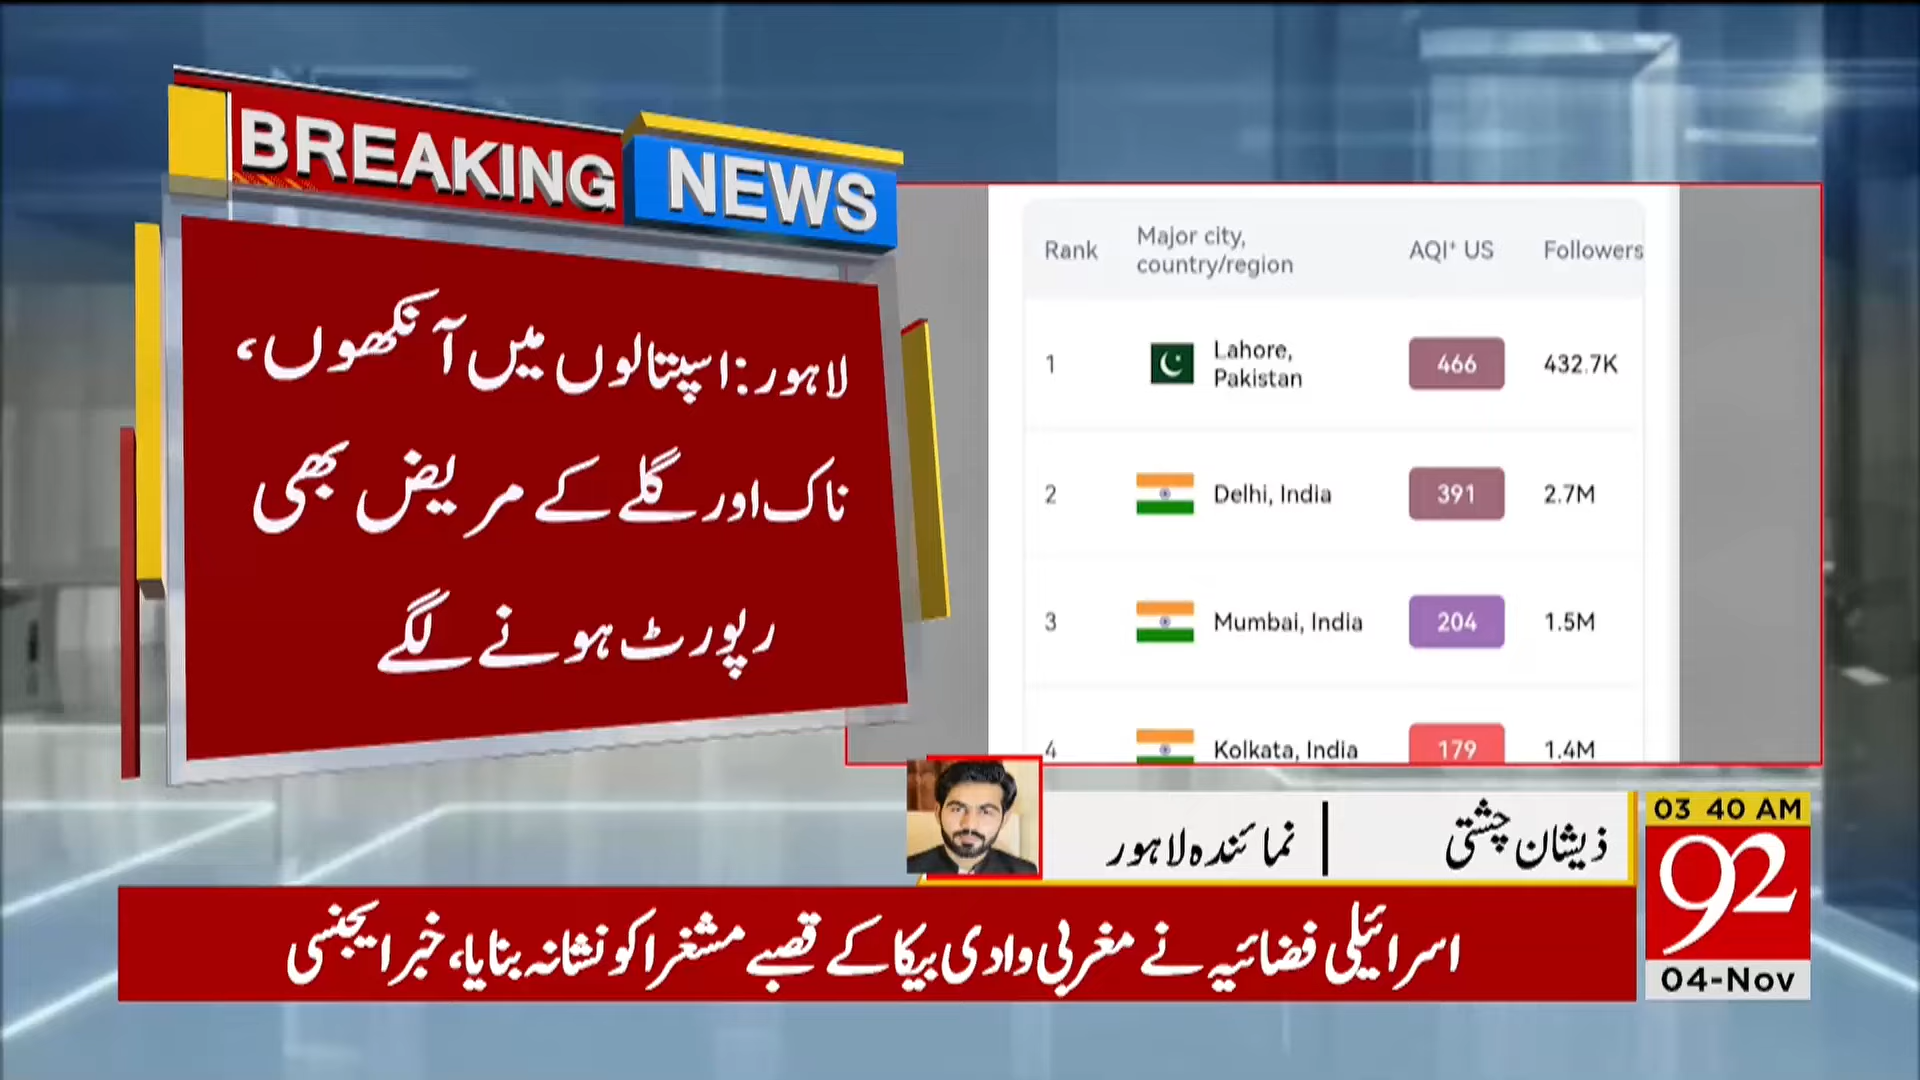 BREAKING NEWS
لاہور: اسپتالوں میں آنکھوں،
ناک اور گلے کے مریض بھی
رپورٹ ہونے لگے
Rank Major city, country/region AQI⁺ US Followers
1 Lahore, Pakistan 466 432.7K
2 Delhi, India 391 2.7M
3 Mumbai, India 204 1.5M
4 Kolkata, India 179 1.4M
ذیشان چشتی | نمائندہ لاہور
03 40 AM
92
04-Nov
اسرائیلی فضائیہ نے مغربی وادی بیکا کے قصبے مشغرا کو نشانہ بنایا، خبر ایجنسی